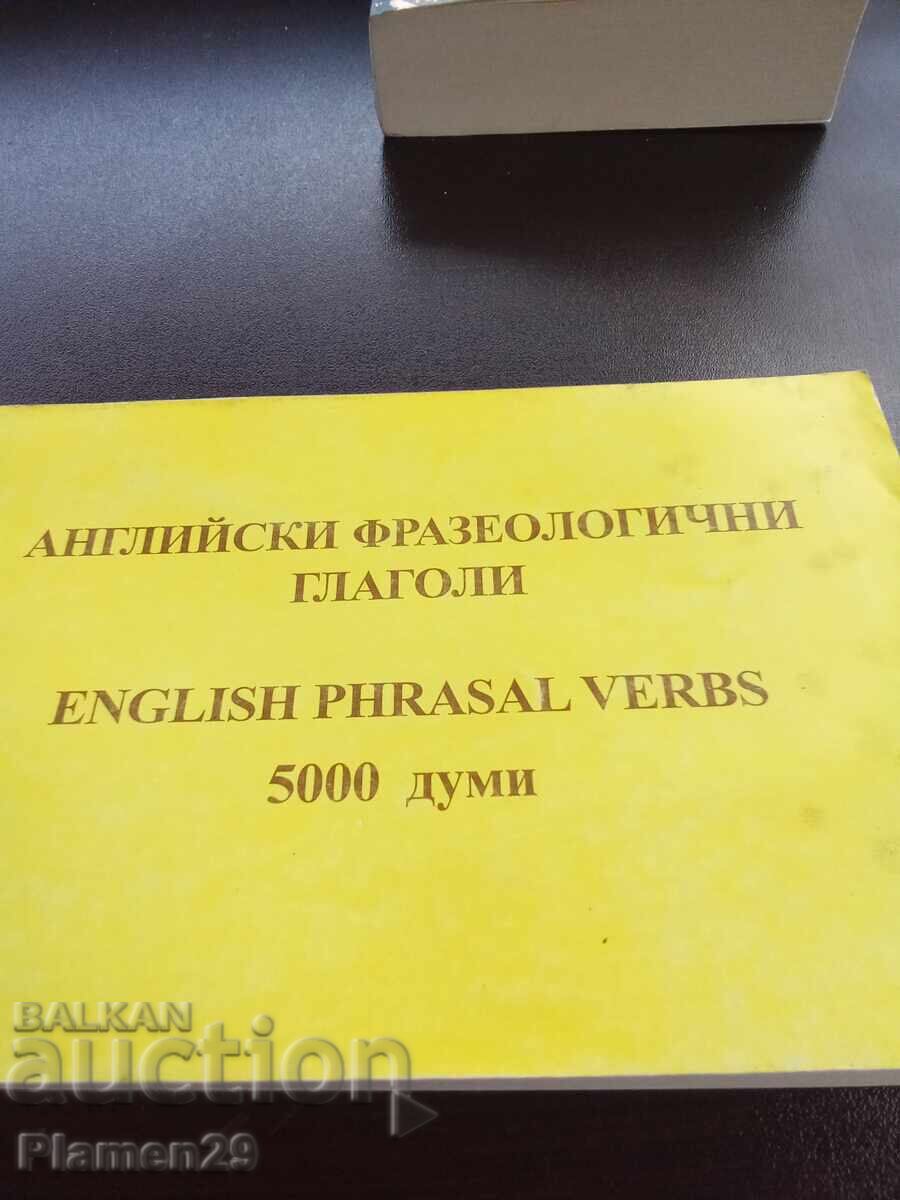 АНГЛИЙСКИ ФРАЗЕОЛОГИЧНИ
ГЛАГОЛИ
ENGLISH PHRASAL VERBS
5000 думи
BALKAN
auction
Plamen29